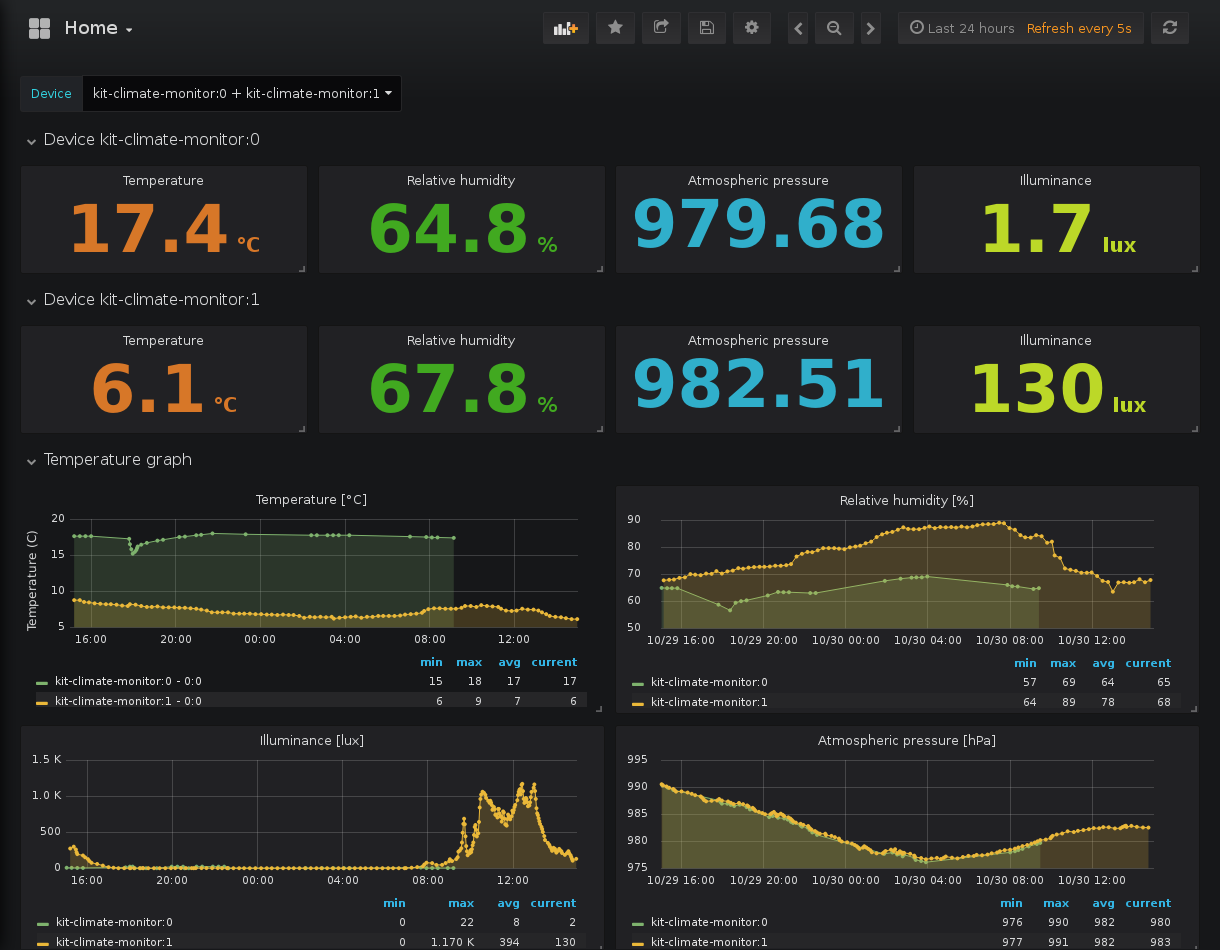 Home
Last 24 hours Refresh every 5s
Device kit-climate-monitor:0 + kit-climate-monitor:1
Device kit-climate-monitor:0
Temperature Relative humidity Atmospheric pressure Illuminance
17.4 °C 64.8 % 979.68 1.7 lux
Device kit-climate-monitor:1
Temperature Relative humidity Atmospheric pressure Illuminance
6.1 °C 67.8 % 982.51 130 lux
Temperature graph
Temperature [°C]
Temperature (C)
20
15
10
5
16:00 20:00 00:00 04:00 08:00 12:00
min max avg current
kit-climate-monitor:0 - 0:0 15 18 17 17
kit-climate-monitor:1 - 0:0 6 9 7 6
Relative humidity [%]
90
80
70
60
50
10/29 16:00 10/29 20:00 10/30 00:00 10/30 04:00 10/30 08:00 10/30 12:00
min max avg current
kit-climate-monitor:0 57 69 64 65
kit-climate-monitor:1 64 89 78 68
Illuminance [lux]
1.5 K
1.0 K
500
0
16:00 20:00 00:00 04:00 08:00 12:00
min max avg current
kit-climate-monitor:0 0 22 8 2
kit-climate-monitor:1 0 1.170 K 394 130
Atmospheric pressure [hPa]
995
990
985
980
975
10/29 16:00 10/29 20:00 10/30 00:00 10/30 04:00 10/30 08:00 10/30 12:00
min max avg current
kit-climate-monitor:0 976 990 982 980
kit-climate-monitor:1 977 991 982 983